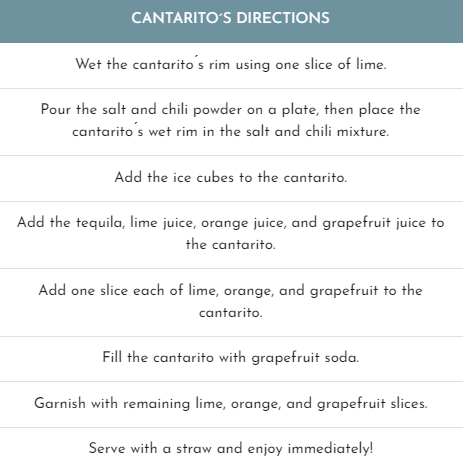 CANTARITO´S DIRECTIONS
Wet the cantarito´s rim using one slice of lime.
Pour the salt and chili powder on a plate, then place the
cantarito´s wet rim in the salt and chili mixture.
Add the ice cubes to the cantarito.
Add the tequila, lime juice, orange juice, and grapefruit juice to
the cantarito.
Add one slice each of lime, orange, and grapefruit to the
cantarito.
Fill the cantarito with grapefruit soda.
Garnish with remaining lime, orange, and grapefruit slices.
Serve with a straw and enjoy immediately!